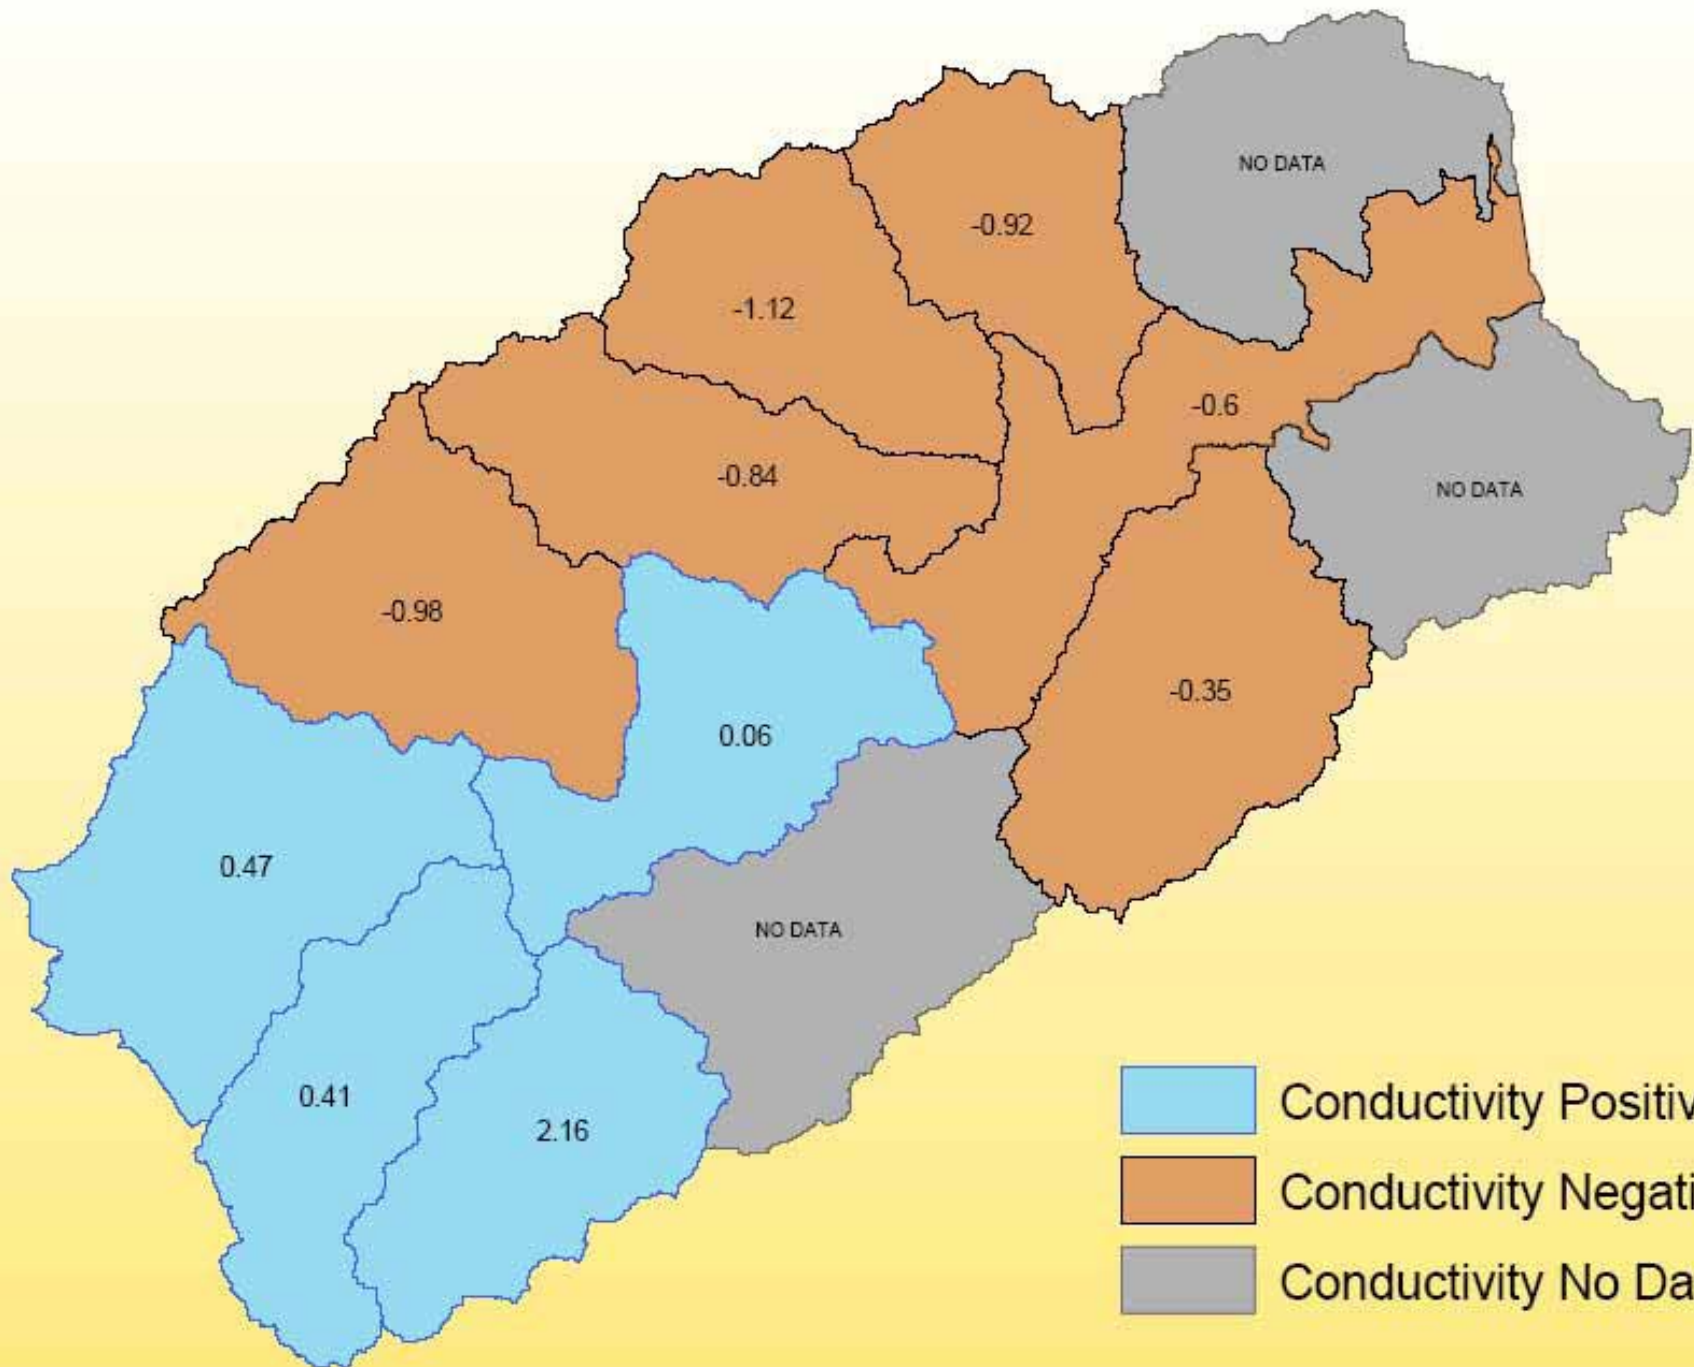 NO DATA
-0.92
-1.12
-0.6
-0.84
NO DATA
-0.98
-0.35
0.06
0.47
NO DATA
0.41
2.16
Conductivity Positiv
Conductivity Negati
Conductivity No Da